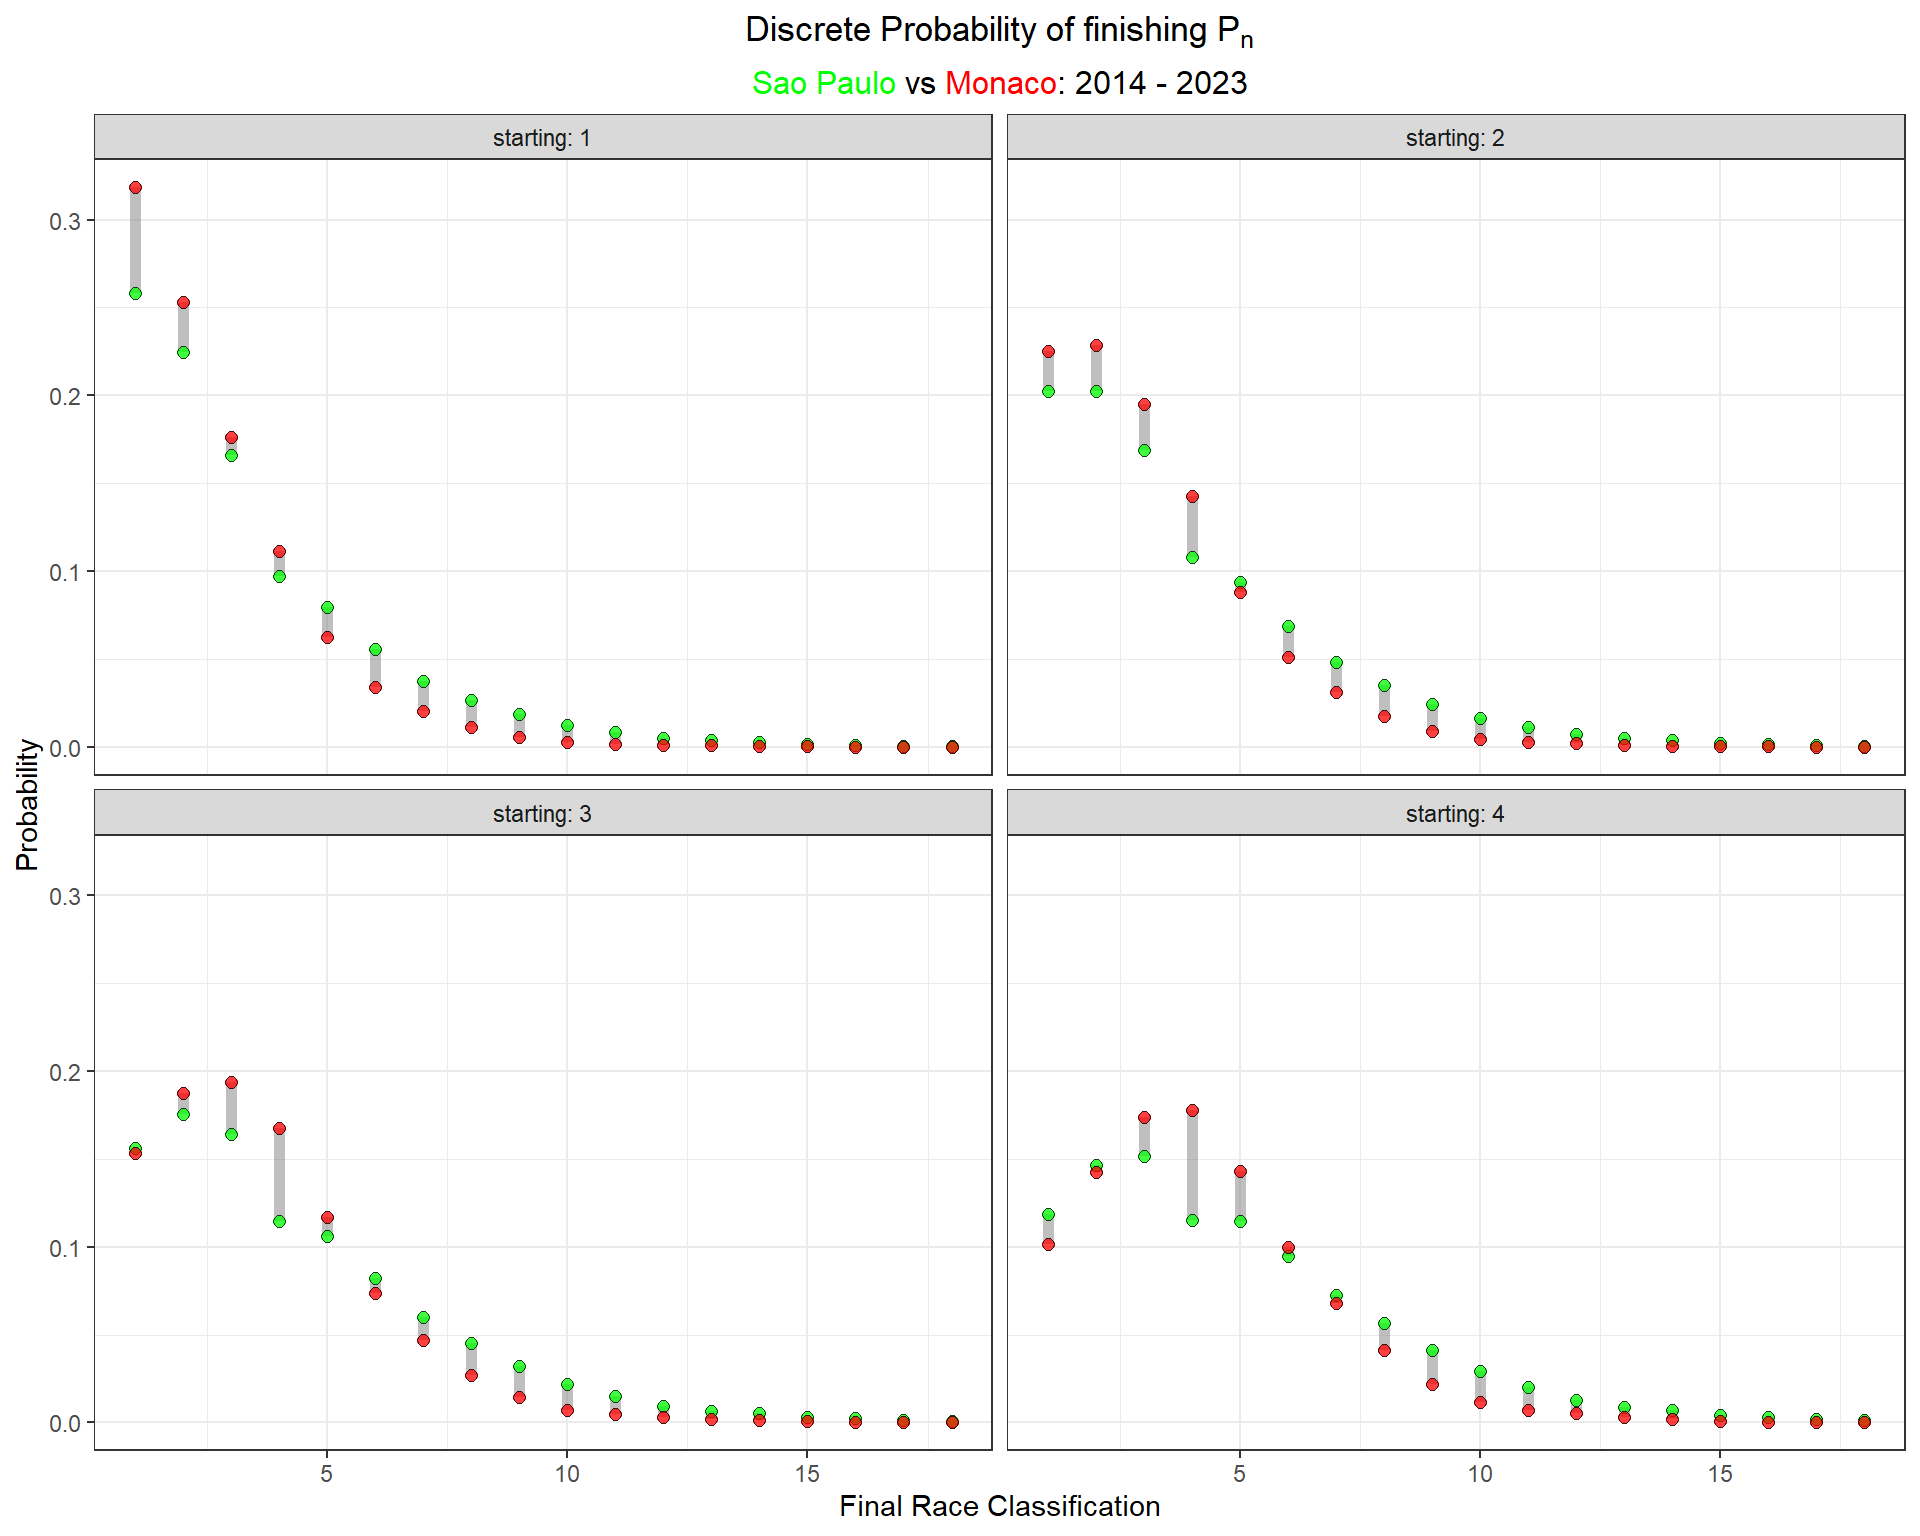 Discrete Probability of finishing Pn
Sao Paulo vs Monaco: 2014 - 2023
starting: 1
starting: 2
0.3
0.2
0.1
0.0
Probability
starting: 3
starting: 4
0.3
0.2
0.1
0.0
5
10
15
5
10
15
Final Race Classification